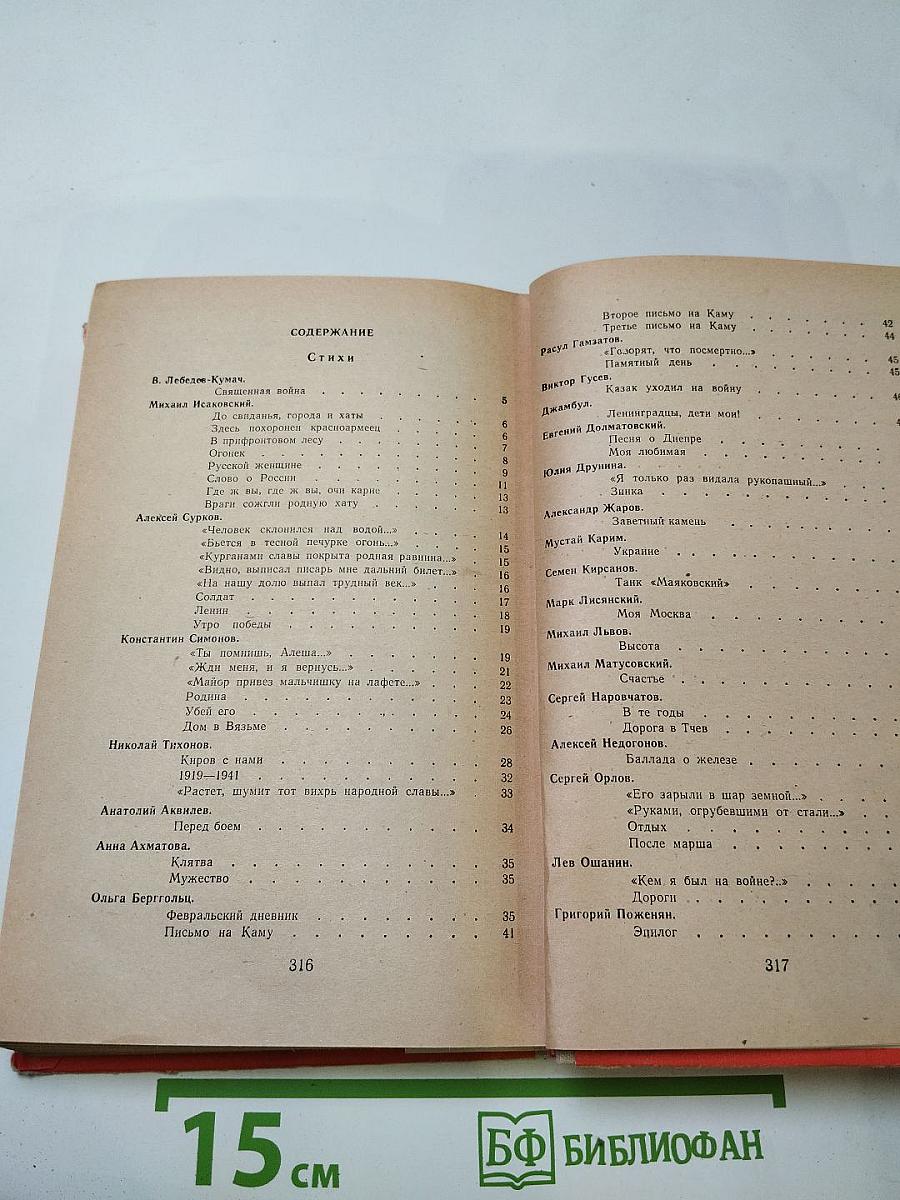 СОДЕРЖАНИЕ
Стихи
В. Лебедев-Кумач.
Священная война . . . 5
Михаил Исаковский.
До свиданья, города и хаты . . . 6
Здесь похоронен красноармеец . . . 6
В прифронтовом лесу . . . 7
Огонек . . . 8
Русской женщине . . . 9
Слово о России . . . 11
Где ж вы, где ж вы, очи карие . . . 13
Враги сожгли родную хату . . . 13
Алексей Сурков.
«Человек склонился над водой...» . . . 14
«Бьется в тесной печурке огонь...» . . . 15
«Курганами славы покрыта родная равнина...» . 15
«Видно, выписал писарь мне дальний билет...» . 16
«На нашу долю выпал трудный век...» . . . 16
Солдат . . . 17
Ленин . . . 18
Утро победы . . . 19
Константин Симонов.
«Ты помнишь, Алеша...» . . . 19
«Жди меня, и я вернусь...» . . . 21
«Майор привез мальчишку на лафете...» . . . 22
Родина . . . 23
Убей его . . . 24
Дом в Вязьме . . . 26
Николай Тихонов.
Киров с нами . . . 28
1919—1941 . . . 32
«Растет, шумит тот вихрь народной славы...» . 33
Анатолий Аквилев.
Перед боем . . . 34
Анна Ахматова.
Клятва . . . 35
Мужество . . . 35
Ольга Берггольц.
Февральский дневник . . . 35
Письмо на Каму . . . 41
316
Второе письмо на Каму . . . 42
Третье письмо на Каму . . . 44
Расул Гамзатов.
«Говорят, что посмертно...» . . . 45
Памятный день . . . 45
Виктор Гусев.
Казак уходил на войну . . .
Джамбул.
Ленинградцы, дети мои! . . .
Евгений Долматовский.
Песня о Днепре . . .
Моя любимая . . .
Юлия Друнина.
«Я только раз видала рукопашный...» . . .
Зинка . . .
Александр Жаров.
Заветный камень . . .
Мустай Карим.
Украине . . .
Семен Кирсанов.
Танк «Маяковский» . . .
Марк Лисянский.
Моя Москва . . .
Михаил Львов.
Высота . . .
Михаил Матусовский.
Счастье . . .
Сергей Наровчатов.
В те годы . . .
Дорога в Тчев . . .
Алексей Недогонов.
Баллада о железе . . .
Сергей Орлов.
«Его зарыли в шар земной...» . . .
«Руками, огрубевшими от стали...» . . .
Отдых . . .
После марша . . .
Лев Ошанин.
«Кем я был на войне?..» . . .
Дороги . . .
Григорий Поженян.
Эпилог . . .
317
15 см
БФ БИБЛИОФАН